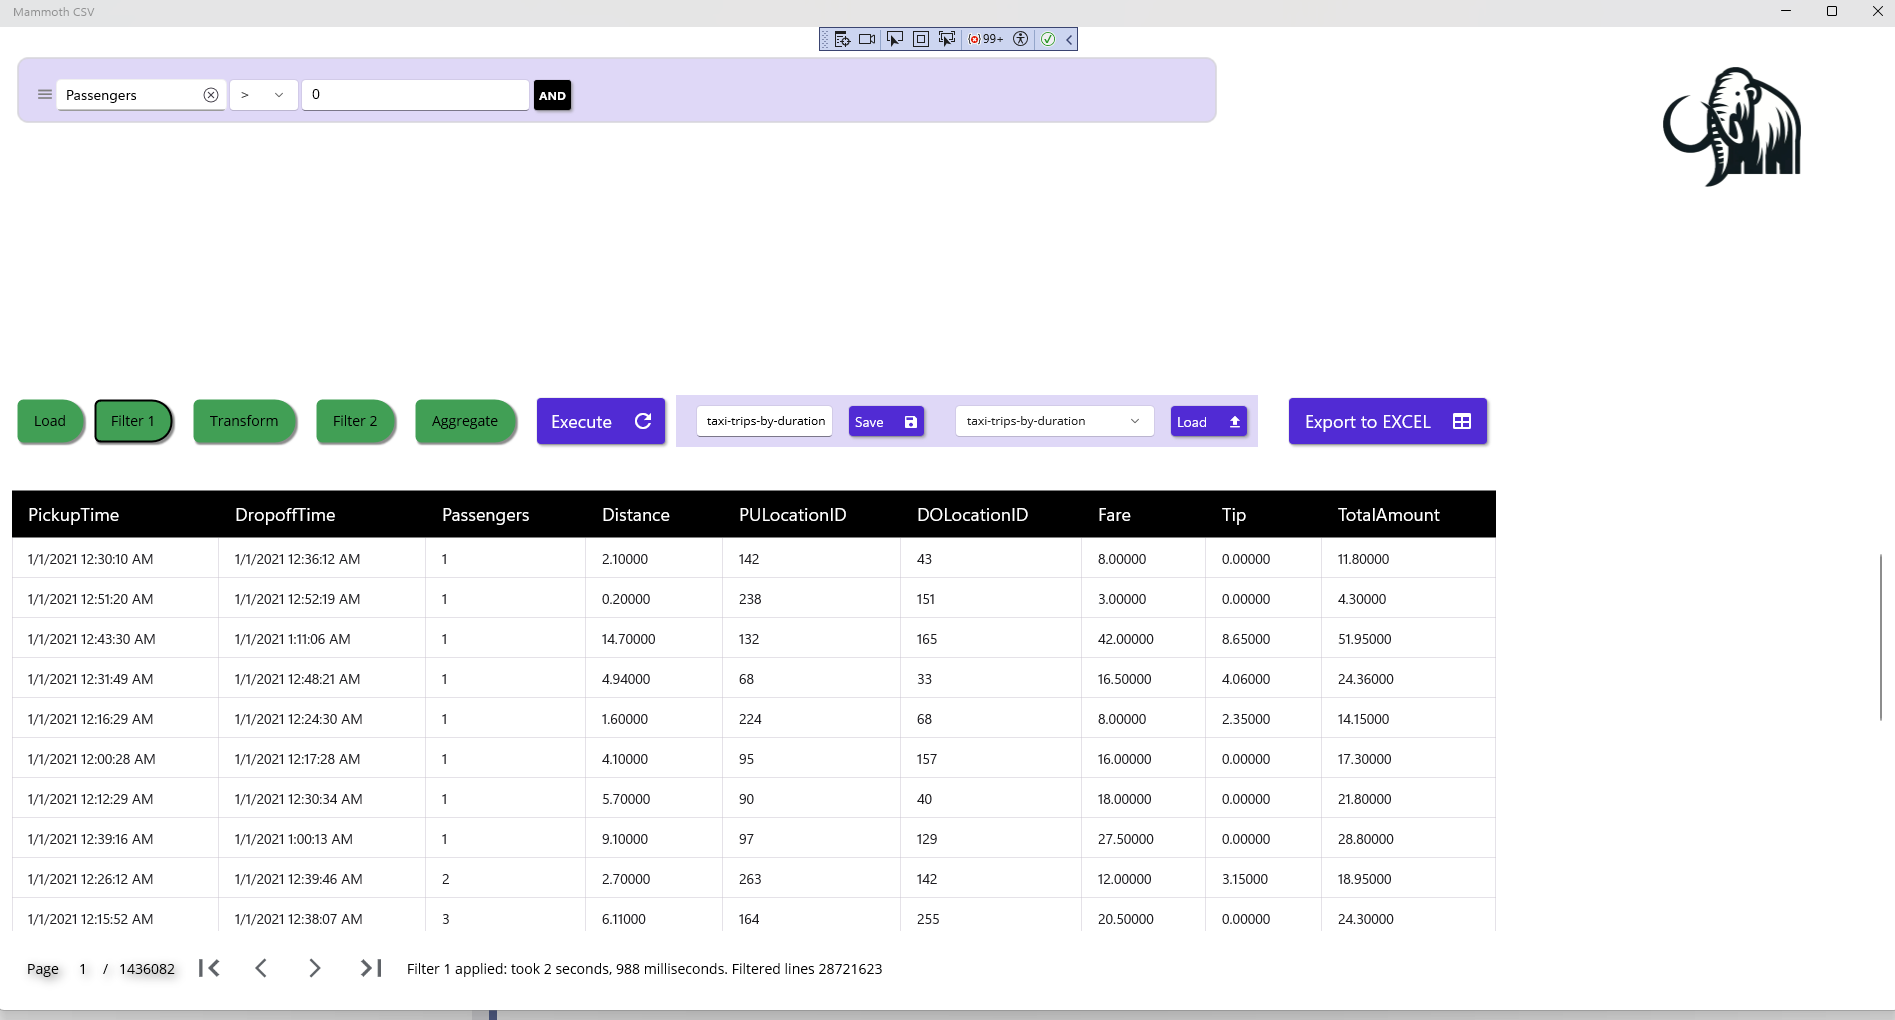 Mammoth CSV
99+
Passengers > 0 AND
Load Filter 1 Transform Filter 2 Aggregate Execute taxi-trips-by-duration Save taxi-trips-by-duration Load Export to EXCEL
PickupTime DropoffTime Passengers Distance PULocationID DOLocationID Fare Tip TotalAmount
1/1/2021 12:30:10 AM 1/1/2021 12:36:12 AM 1 2.10000 142 43 8.00000 0.00000 11.80000
1/1/2021 12:51:20 AM 1/1/2021 12:52:19 AM 1 0.20000 238 151 3.00000 0.00000 4.30000
1/1/2021 12:43:30 AM 1/1/2021 1:11:06 AM 1 14.70000 132 165 42.00000 8.65000 51.95000
1/1/2021 12:31:49 AM 1/1/2021 12:48:21 AM 1 4.94000 68 33 16.50000 4.06000 24.36000
1/1/2021 12:16:29 AM 1/1/2021 12:24:30 AM 1 1.60000 224 68 8.00000 2.35000 14.15000
1/1/2021 12:00:28 AM 1/1/2021 12:17:28 AM 1 4.10000 95 157 16.00000 0.00000 17.30000
1/1/2021 12:12:29 AM 1/1/2021 12:30:34 AM 1 5.70000 90 40 18.00000 0.00000 21.80000
1/1/2021 12:39:16 AM 1/1/2021 1:00:13 AM 1 9.10000 97 129 27.50000 0.00000 28.80000
1/1/2021 12:26:12 AM 1/1/2021 12:39:46 AM 2 2.70000 263 142 12.00000 3.15000 18.95000
1/1/2021 12:15:52 AM 1/1/2021 12:38:07 AM 3 6.11000 164 255 20.50000 0.00000 24.30000
Page 1 / 1436082 Filter 1 applied: took 2 seconds, 988 milliseconds. Filtered lines 28721623